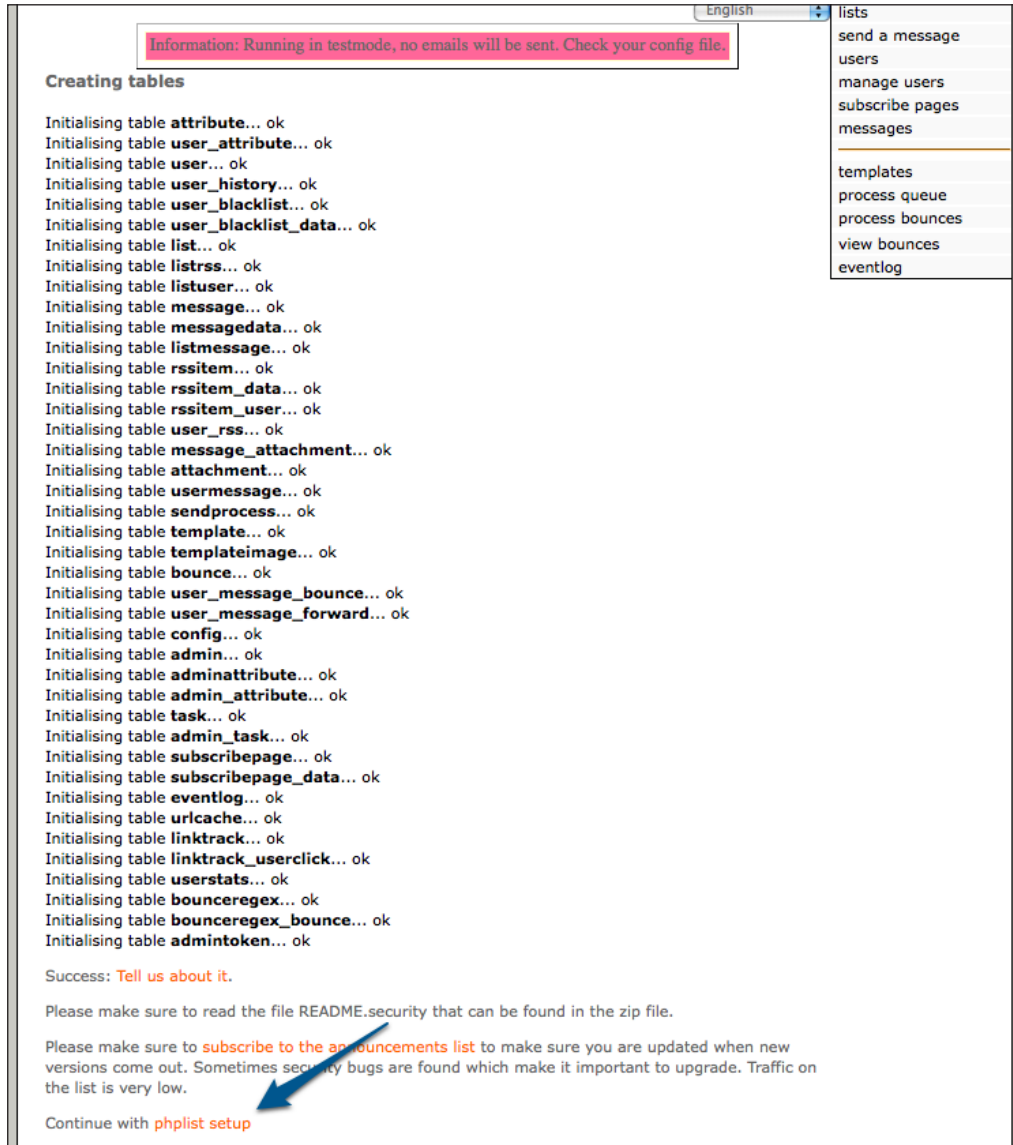 English
lists
send a message
users
manage users
subscribe pages
messages
templates
process queue
process bounces
view bounces
eventlog
Information: Running in testmode, no emails will be sent. Check your config file.
Creating tables
Initialising table attribute... ok
Initialising table user_attribute... ok
Initialising table user... ok
Initialising table user_history... ok
Initialising table user_blacklist... ok
Initialising table user_blacklist_data... ok
Initialising table list... ok
Initialising table listrss... ok
Initialising table listuser... ok
Initialising table message... ok
Initialising table messagedata... ok
Initialising table listmessage... ok
Initialising table rssitem... ok
Initialising table rssitem_data... ok
Initialising table rssitem_user... ok
Initialising table user_rss... ok
Initialising table message_attachment... ok
Initialising table attachment... ok
Initialising table usermessage... ok
Initialising table sendprocess... ok
Initialising table template... ok
Initialising table templateimage... ok
Initialising table bounce... ok
Initialising table user_message_bounce... ok
Initialising table user_message_forward... ok
Initialising table config... ok
Initialising table admin... ok
Initialising table adminattribute... ok
Initialising table admin_attribute... ok
Initialising table task... ok
Initialising table admin_task... ok
Initialising table subscribepage... ok
Initialising table subscribepage_data... ok
Initialising table eventlog... ok
Initialising table urlcache... ok
Initialising table linktrack... ok
Initialising table linktrack_userclick... ok
Initialising table userstats... ok
Initialising table bounceregex... ok
Initialising table bounceregex_bounce... ok
Initialising table admintoken... ok
Success: Tell us about it.
Please make sure to read the file README.security that can be found in the zip file.
Please make sure to subscribe to the announcements list to make sure you are updated when new
versions come out. Sometimes security bugs are found which make it important to upgrade. Traffic on
the list is very low.
Continue with phplist setup